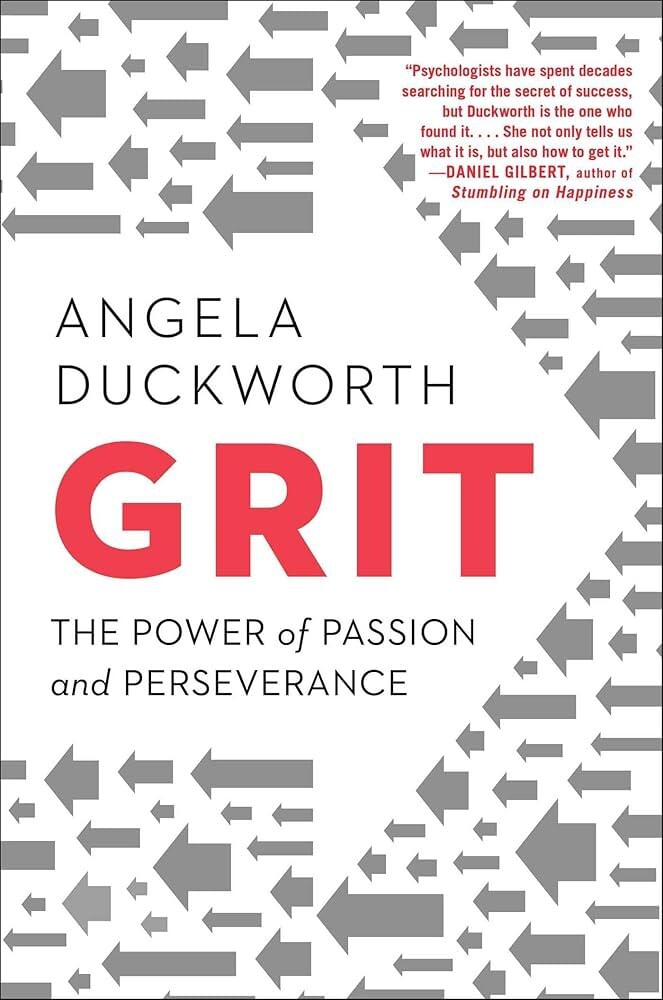 “Psychologists have spent decades
searching for the secret of success,
but Duckworth is the one who
found it. . . . She not only tells us
what it is, but also how to get it.”
—DANIEL GILBERT, author of
Stumbling on Happiness
ANGELA
DUCKWORTH
GRIT
THE POWER of PASSION
and PERSEVERANCE